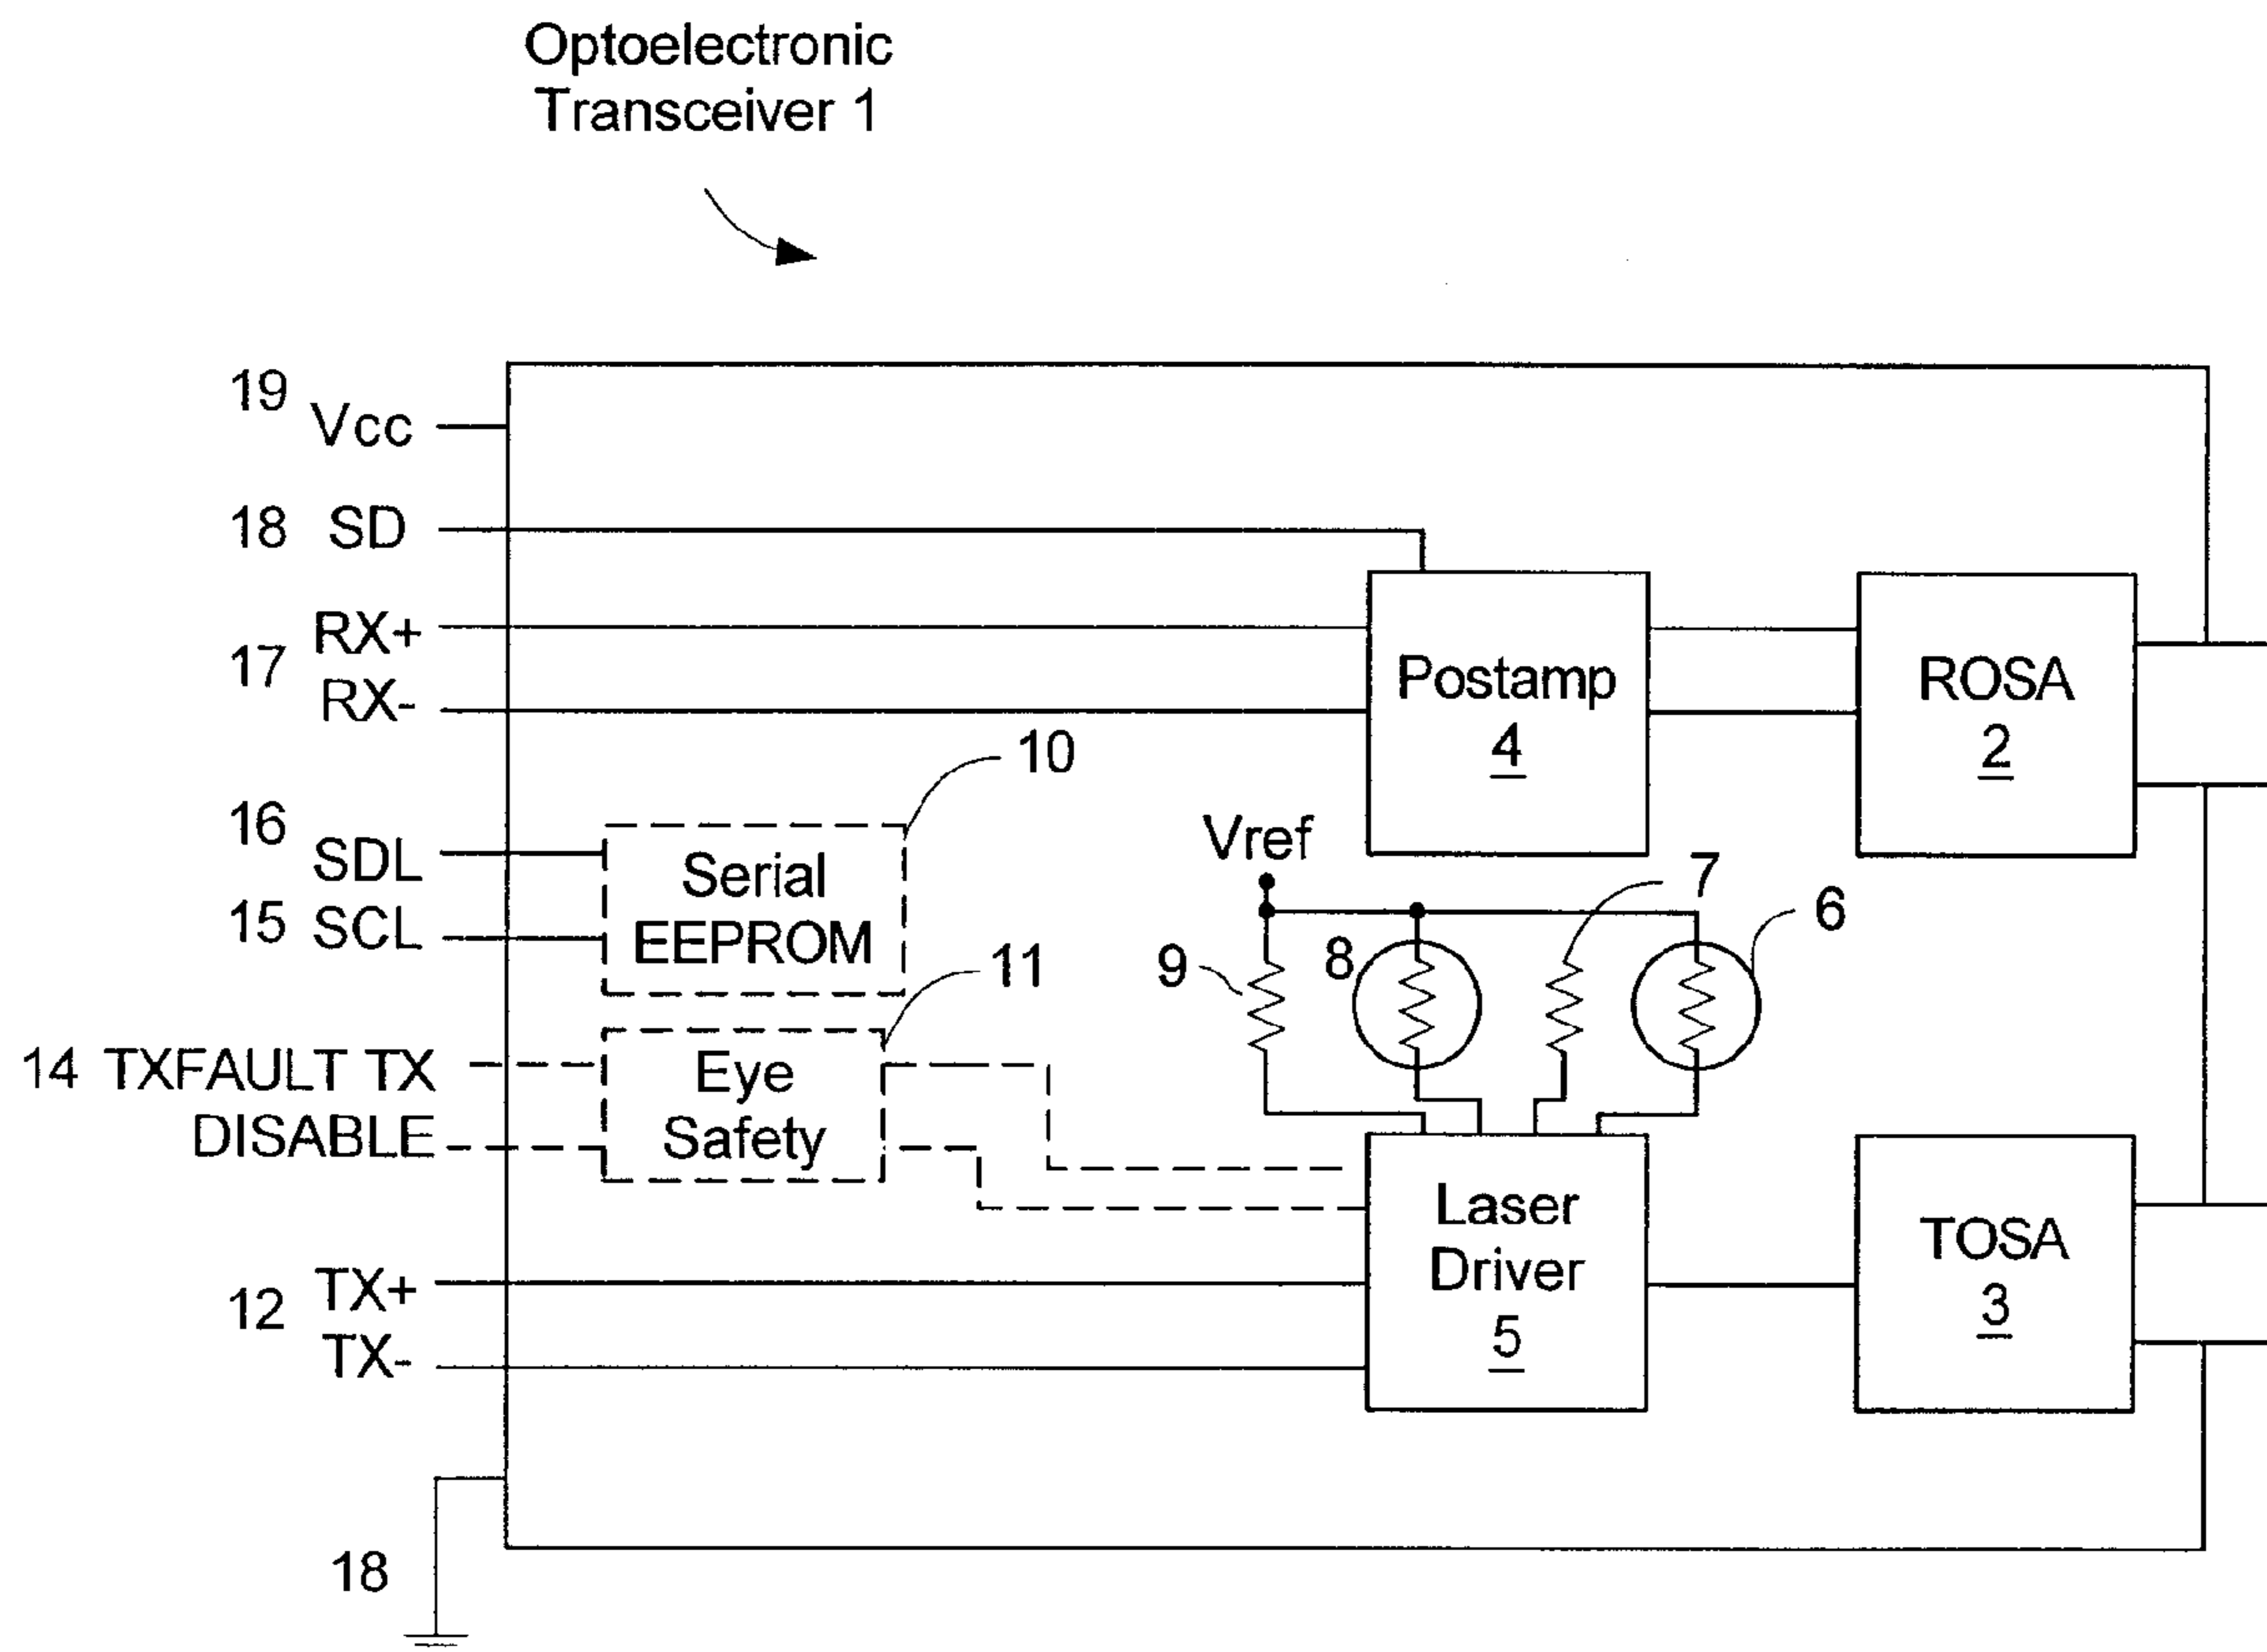 Optoelectronic
Transceiver 1
19
Vcc
18 SD
RX+
17
RX-
Postamp
4
ROSA
2
10
16
SDL
15 SCL
Serial
EEPROM
Vref
7
6
8
9
11
14 TXFAULT TX
DISABLE
Eye
Safety
Laser
Driver
5
TOSA
3
12
TX+
TX-
18